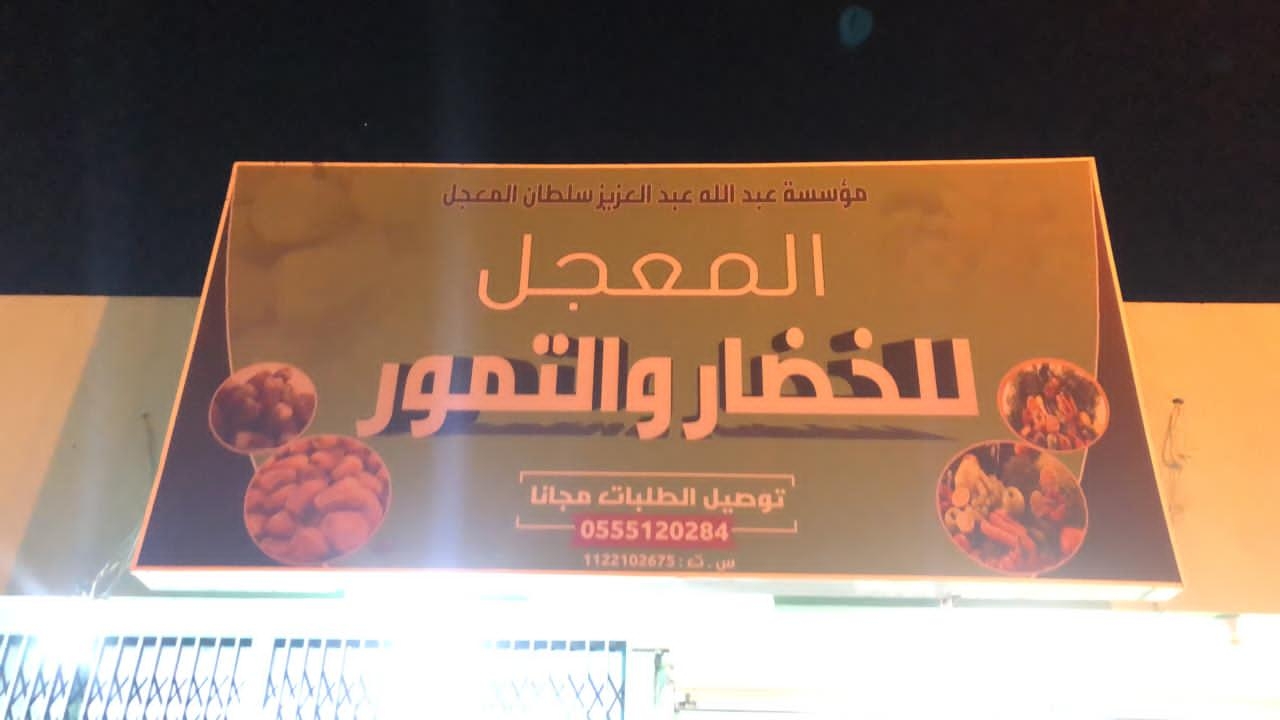 مؤسسة عبد الله عبد العزيز سلطان المعجل
المعجل
للخضار والتمور
توصيل الطلبات مجانا
0555120284
س . ت : 1122102675